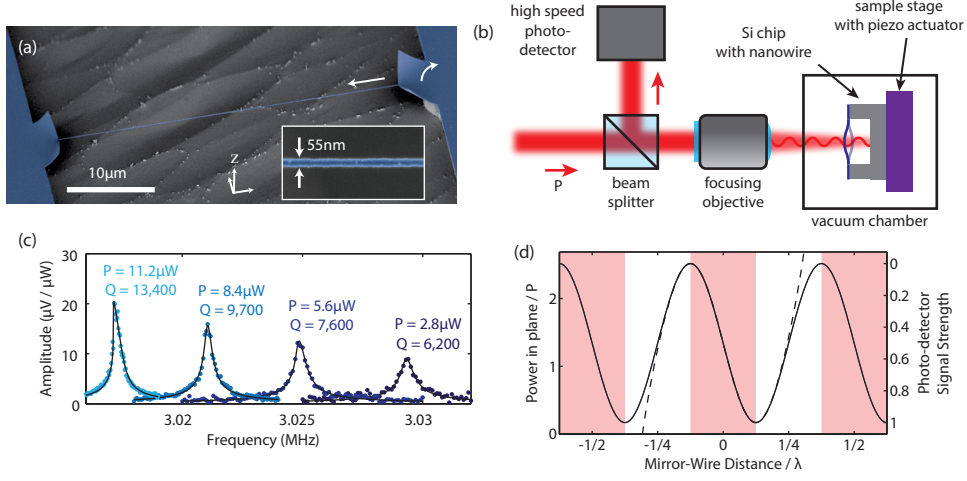 (a)
55nm
z
10μm
(b)
high speed
photo-
detector
Si chip
with nanowire
sample stage
with piezo actuator
P
beam
splitter
focusing
objective
vacuum chamber
(c)
Amplitude (μV / μW)
30
20
10
0
P = 11.2μW
Q = 13,400
P = 8.4μW
Q = 9,700
P = 5.6μW
Q = 7,600
P = 2.8μW
Q = 6,200
3.02
3.025
3.03
Frequency (MHz)
(d)
Power in plane / P
2
1
0
0
0.2
0.4
0.6
0.8
1
Photo-detector
Signal Strength
-1/2
-1/4
0
1/4
1/2
Mirror-Wire Distance / λ